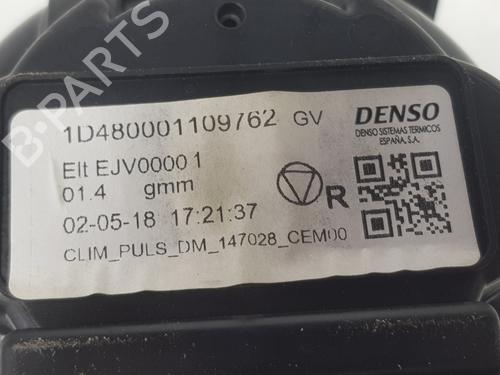 1D480001109762 GV
DENSO
DENSO SISTEMAS TERMICOS
ESPAÑA, S.A.
Elt EJV00001
01.4 gmm
R
02-05-18 17:21:37
CLIM_PULS_DM_147028_CEM00
B-PARTS